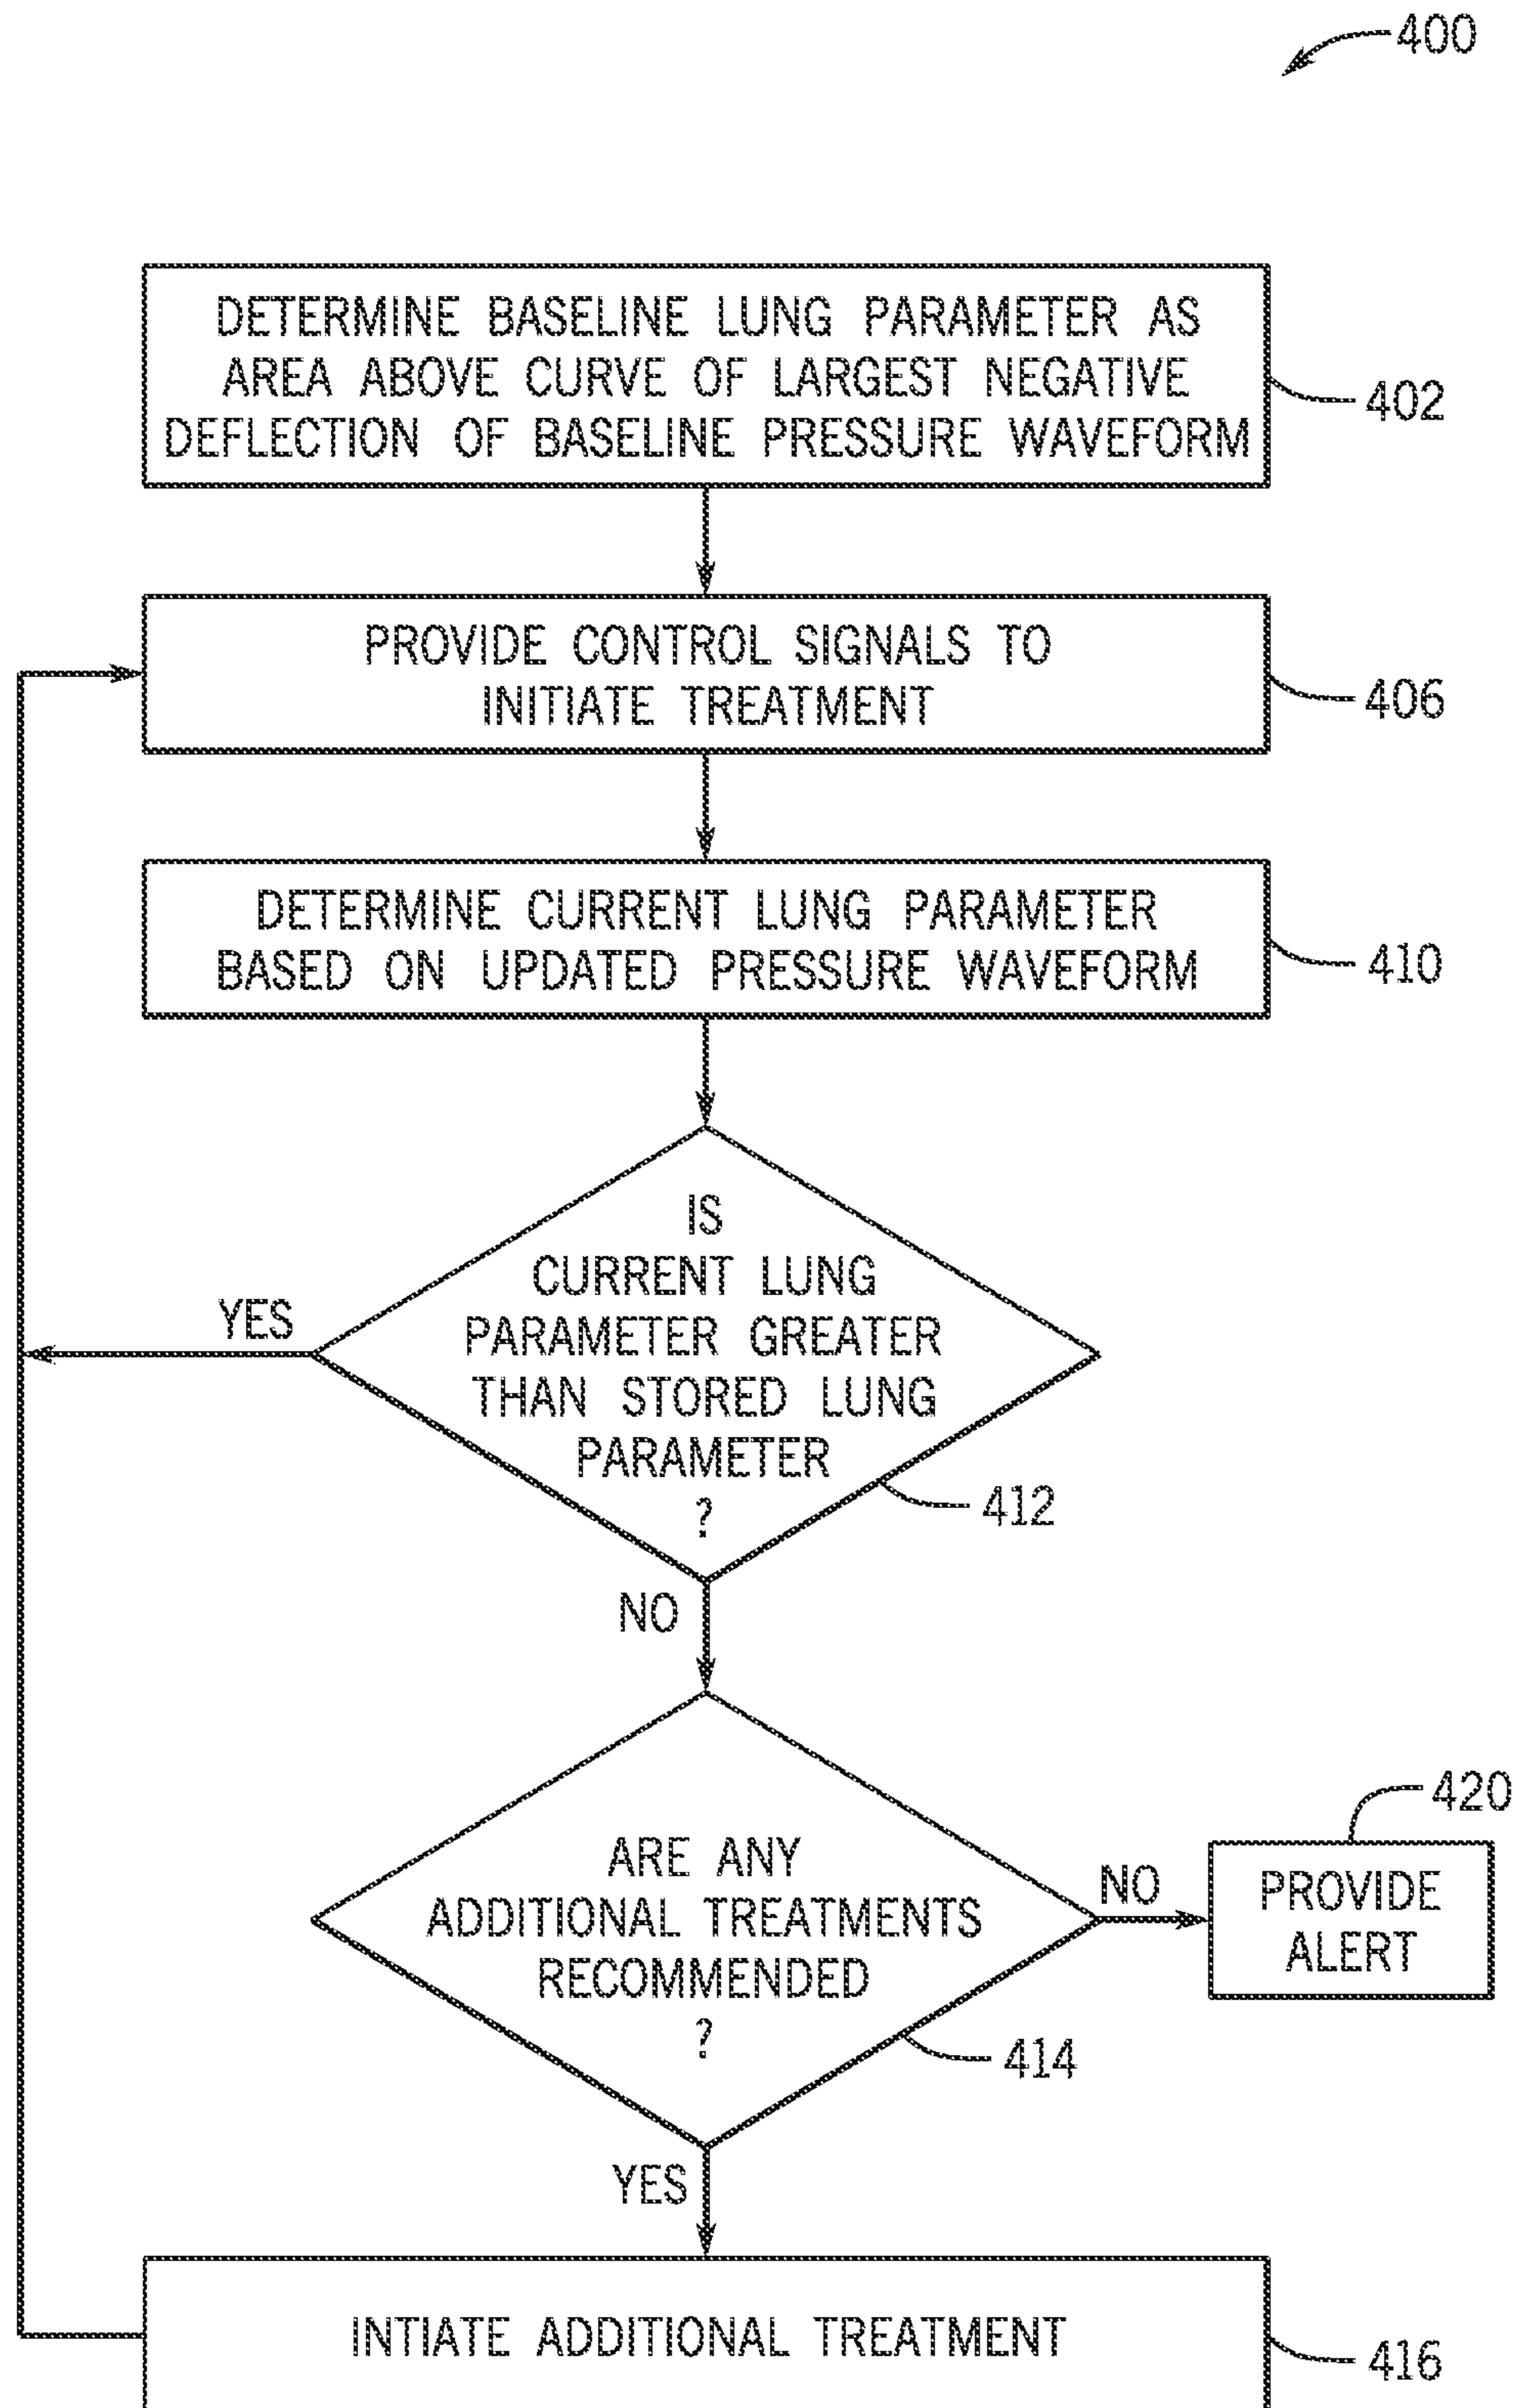 400
DETERMINE BASELINE LUNG PARAMETER AS
AREA ABOVE CURVE OF LARGEST NEGATIVE
DEFLECTION OF BASELINE PRESSURE WAVEFORM
402
PROVIDE CONTROL SIGNALS TO
INITIATE TREATMENT
406
DETERMINE CURRENT LUNG PARAMETER
BASED ON UPDATED PRESSURE WAVEFORM
410
IS
CURRENT LUNG
PARAMETER GREATER
THAN STORED LUNG
PARAMETER
?
YES
412
NO
ARE ANY
ADDITIONAL TREATMENTS
RECOMMENDED
?
414
NO
420
PROVIDE
ALERT
YES
INTIATE ADDITIONAL TREATMENT
416